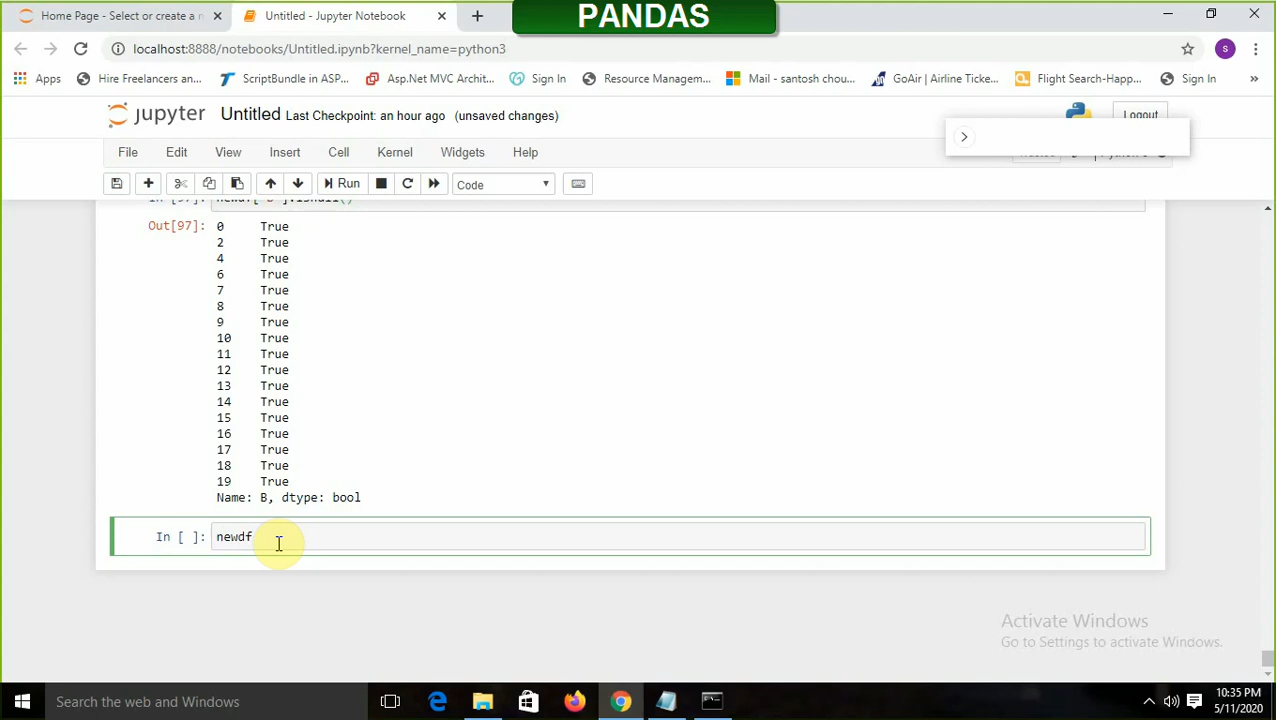 PANDAS
Home Page - Select or create a n
Untitled - Jupyter Notebook
localhost:8888/notebooks/Untitled.ipynb?kernel_name=python3
S
Apps
Hire Freelancers an...
ScriptBundle in ASP...
Asp.Net MVC Archit...
Sign In
Resource Managem...
Mail - santosh chou...
GoAir | Airline Ticke...
Flight Search-Happ...
Sign In
»
jupyter Untitled Last Checkpoint: an hour ago (unsaved changes)
Logout
File Edit View Insert Cell Kernel Widgets Help
Run
Code
Out[97]:
0 True
2 True
4 True
6 True
7 True
8 True
9 True
10 True
11 True
12 True
13 True
14 True
15 True
16 True
17 True
18 True
19 True
Name: B, dtype: bool
In [ ]: newdf
Activate Windows
Go to Settings to activate Windows.
Search the web and Windows
10:35 PM
5/11/2020